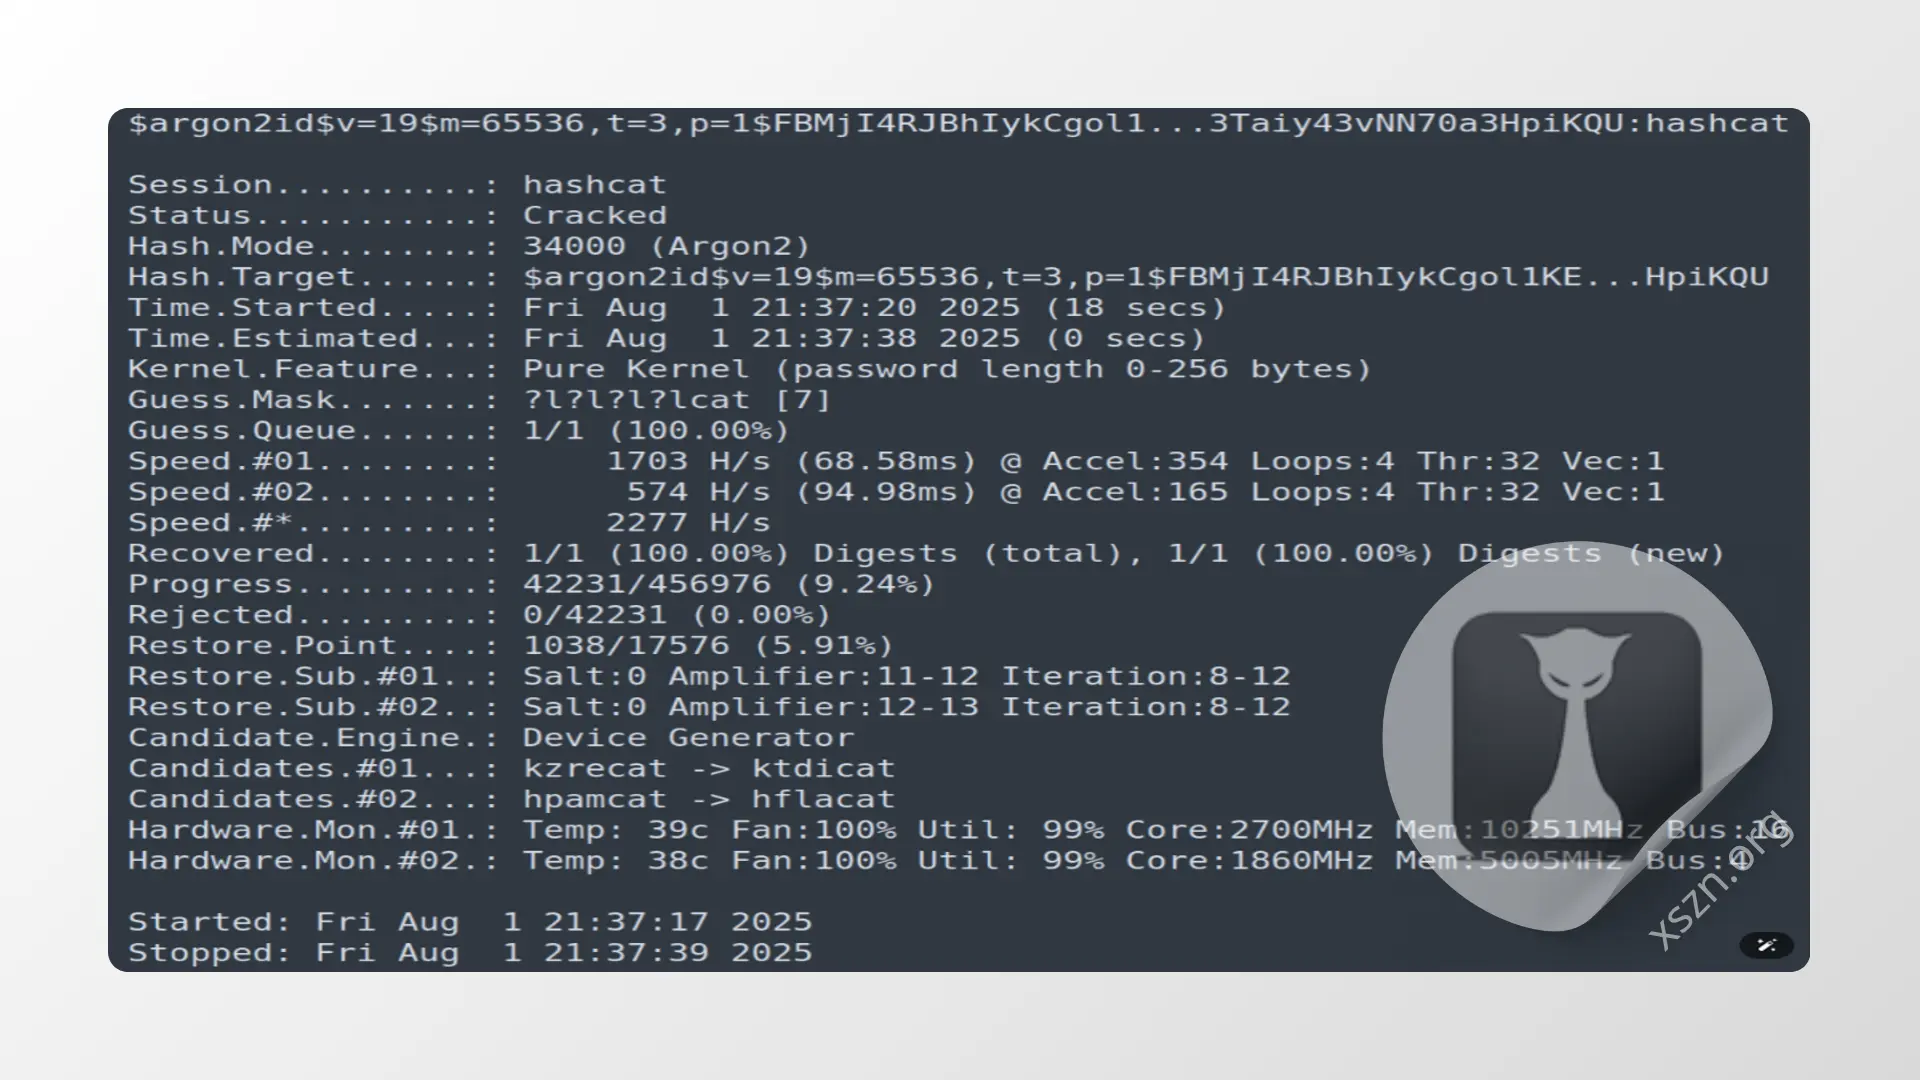 $argon2id$v=19$m=65536,t=3,p=1$FBMjI4RJBhIykCgol1...3Taiy43vNN70a3HpiKQU:hashcat
Session..........: hashcat
Status...........: Cracked
Hash.Mode........: 34000 (Argon2)
Hash.Target......: $argon2id$v=19$m=65536,t=3,p=1$FBMjI4RJBhIykCgol1KE...HpiKQU
Time.Started.....: Fri Aug  1 21:37:20 2025 (18 secs)
Time.Estimated...: Fri Aug  1 21:37:38 2025 (0 secs)
Kernel.Feature...: Pure Kernel (password length 0-256 bytes)
Guess.Mask.......: ?l?l?l?lcat [7]
Guess.Queue......: 1/1 (100.00%)
Speed.#01........:     1703 H/s (68.58ms) @ Accel:354 Loops:4 Thr:32 Vec:1
Speed.#02........:      574 H/s (94.98ms) @ Accel:165 Loops:4 Thr:32 Vec:1
Speed.#*.........:     2277 H/s
Recovered........: 1/1 (100.00%) Digests (total), 1/1 (100.00%) Digests (new)
Progress.........: 42231/456976 (9.24%)
Rejected.........: 0/42231 (0.00%)
Restore.Point....: 1038/17576 (5.91%)
Restore.Sub.#01..: Salt:0 Amplifier:11-12 Iteration:8-12
Restore.Sub.#02..: Salt:0 Amplifier:12-13 Iteration:8-12
Candidate.Engine.: Device Generator
Candidates.#01...: kzrecat -> ktdicat
Candidates.#02...: hpamcat -> hflacat
Hardware.Mon.#01.: Temp: 39c Fan:100% Util: 99% Core:2700MHz Mem:10251MHz Bus:16
Hardware.Mon.#02.: Temp: 38c Fan:100% Util: 99% Core:1860MHz Mem:5005MHz Bus:4
Started: Fri Aug  1 21:37:17 2025
Stopped: Fri Aug  1 21:37:39 2025
xszn.org